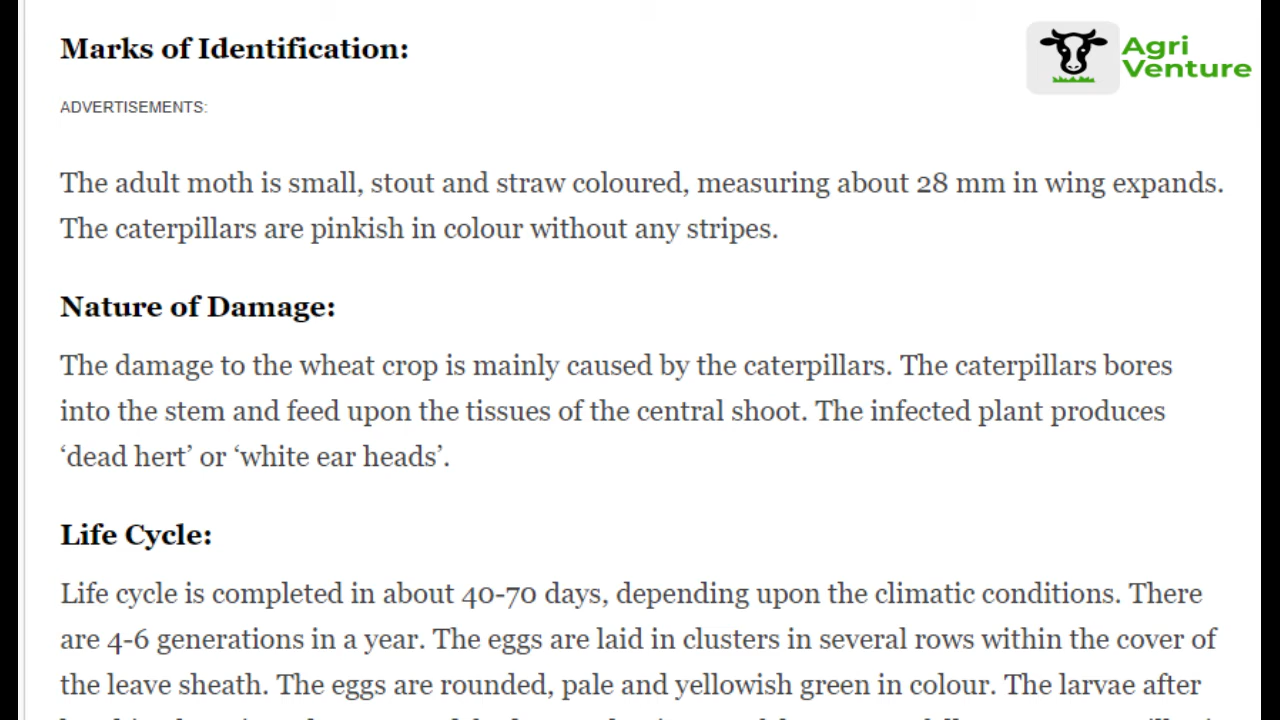 Marks of Identification:
Agri
Venture
ADVERTISEMENTS:
The adult moth is small, stout and straw coloured, measuring about 28 mm in wing expands.
The caterpillars are pinkish in colour without any stripes.
Nature of Damage:
The damage to the wheat crop is mainly caused by the caterpillars. The caterpillars bores
into the stem and feed upon the tissues of the central shoot. The infected plant produces
‘dead hert’ or ‘white ear heads’.
Life Cycle:
Life cycle is completed in about 40-70 days, depending upon the climatic conditions. There
are 4-6 generations in a year. The eggs are laid in clusters in several rows within the cover of
the leave sheath. The eggs are rounded, pale and yellowish green in colour. The larvae after